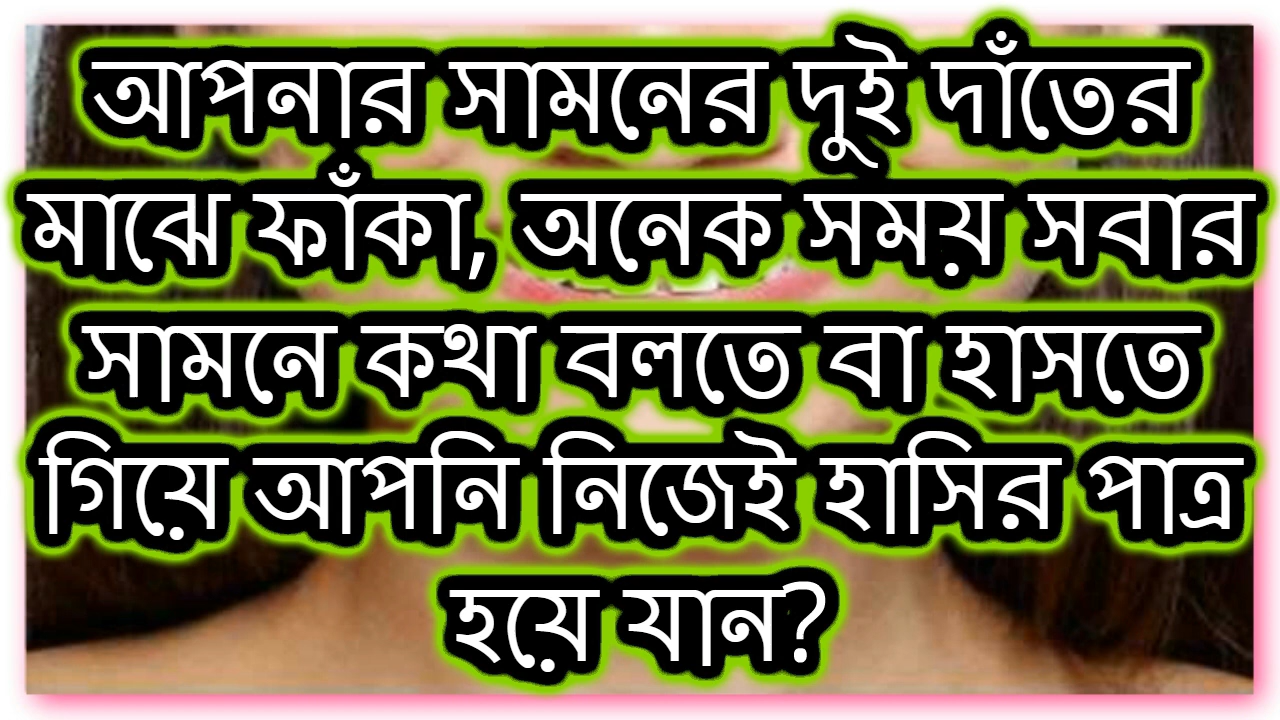 আপনার সামনের দুই দাঁতের
মাঝে ফাঁকা, অনেক সময় সবার
সামনে কথা বলতে বা হাসতে
গিয়ে আপনি নিজেই হাসির পাত্র
হয়ে যান?